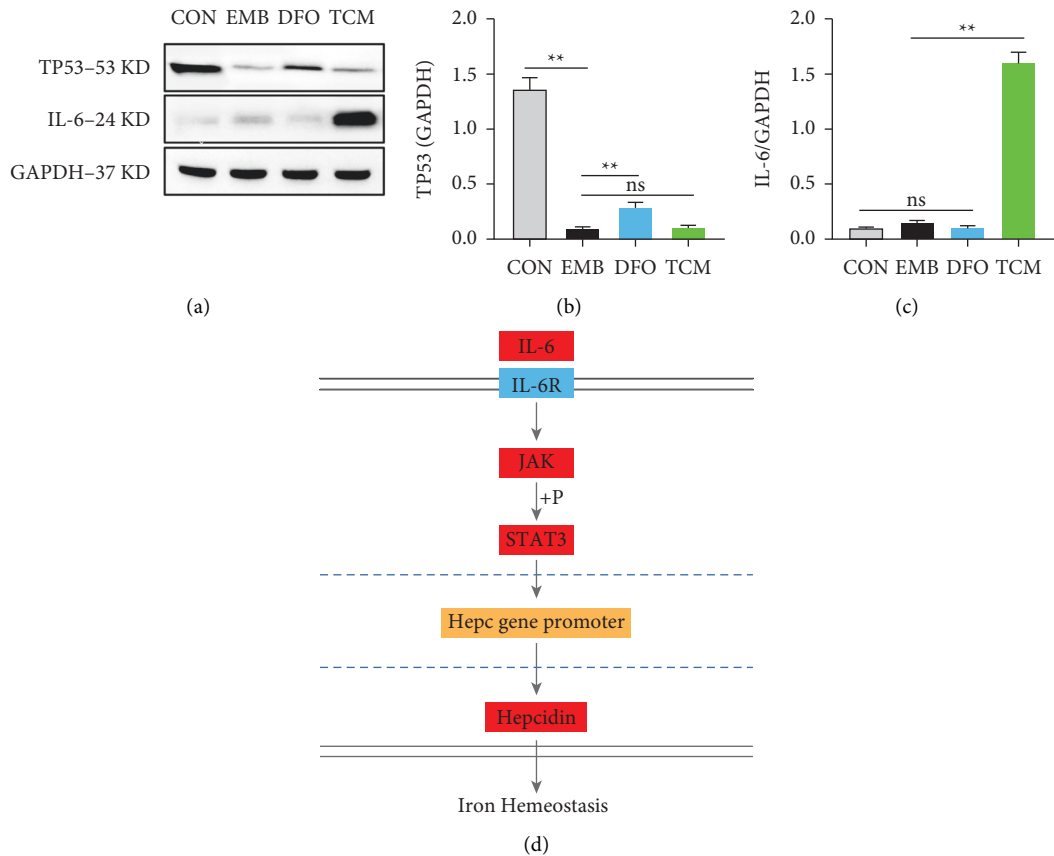 CON EMB DFO TCM
TP53–53 KD
IL-6–24 KD
GAPDH–37 KD
(a)
TP53 (GAPDH)
2.0
1.5
1.0
0.5
0.0
**
**
ns
CON EMB DFO TCM
(b)
IL-6/GAPDH
2.0
1.5
1.0
0.5
0.0
**
ns
CON EMB DFO TCM
(c)
IL-6
IL-6R
JAK
+P
STAT3
Hepc gene promoter
Hepcidin
Iron Hemeostasis
(d)